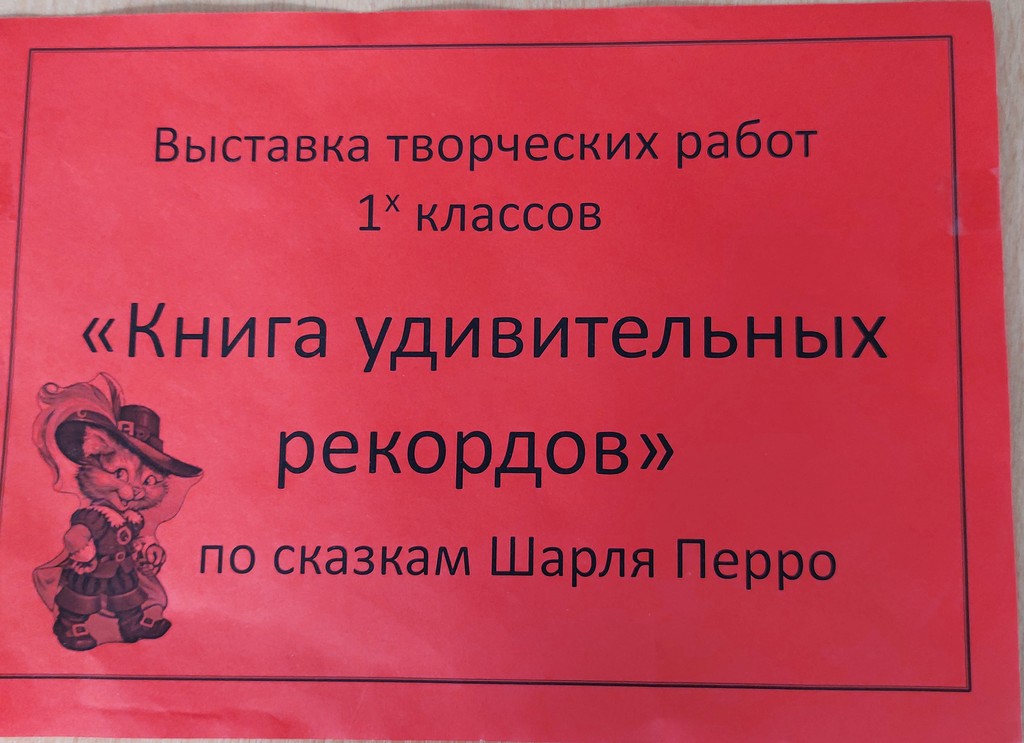 Выставка творческих работ
1х классов
«Книга удивительных
рекордов»
по сказкам Шарля Перро